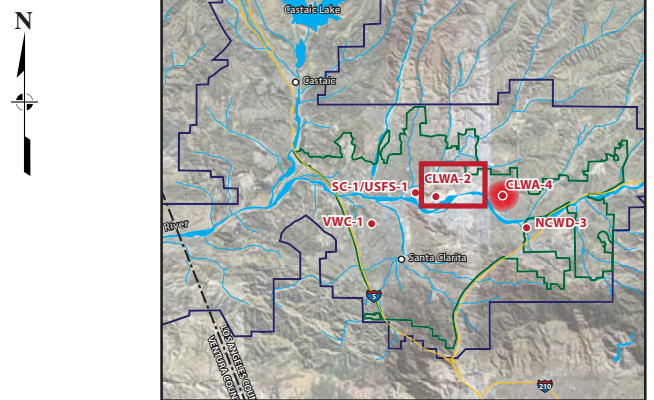 N
Castaic Lake
Castaic
CLWA-2
SC-1/USFS-1
CLWA-4
VWC-1
NCWD-3
River
Santa Clarita
5
LOS ANGELES COU
VENTURA COUN
210